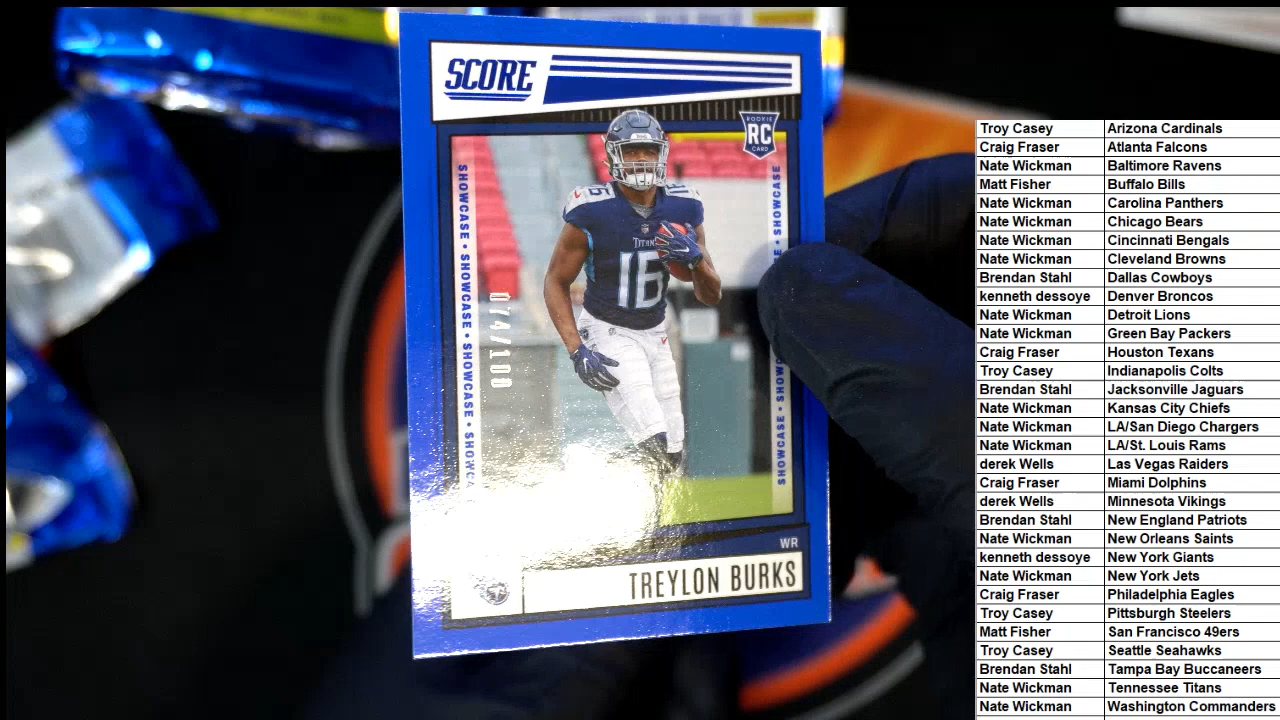 SCORE
ROOKIE
RC
CARD
SHOWCASE • SHOWCASE • SHOWCASE • SHOWCA
SHOWCASE • SHOWC
074/100
TITANS
16
16
WR
TREYLON BURKS
Troy Casey Arizona Cardinals
Craig Fraser Atlanta Falcons
Nate Wickman Baltimore Ravens
Matt Fisher Buffalo Bills
Nate Wickman Carolina Panthers
Nate Wickman Chicago Bears
Nate Wickman Cincinnati Bengals
Nate Wickman Cleveland Browns
Brendan Stahl Dallas Cowboys
kenneth dessoye Denver Broncos
Nate Wickman Detroit Lions
Nate Wickman Green Bay Packers
Craig Fraser Houston Texans
Troy Casey Indianapolis Colts
Brendan Stahl Jacksonville Jaguars
Nate Wickman Kansas City Chiefs
Nate Wickman LA/San Diego Chargers
Nate Wickman LA/St. Louis Rams
derek Wells Las Vegas Raiders
Craig Fraser Miami Dolphins
derek Wells Minnesota Vikings
Brendan Stahl New England Patriots
Nate Wickman New Orleans Saints
kenneth dessoye New York Giants
Nate Wickman New York Jets
Craig Fraser Philadelphia Eagles
Troy Casey Pittsburgh Steelers
Matt Fisher San Francisco 49ers
Troy Casey Seattle Seahawks
Brendan Stahl Tampa Bay Buccaneers
Nate Wickman Tennessee Titans
Nate Wickman Washington Commanders